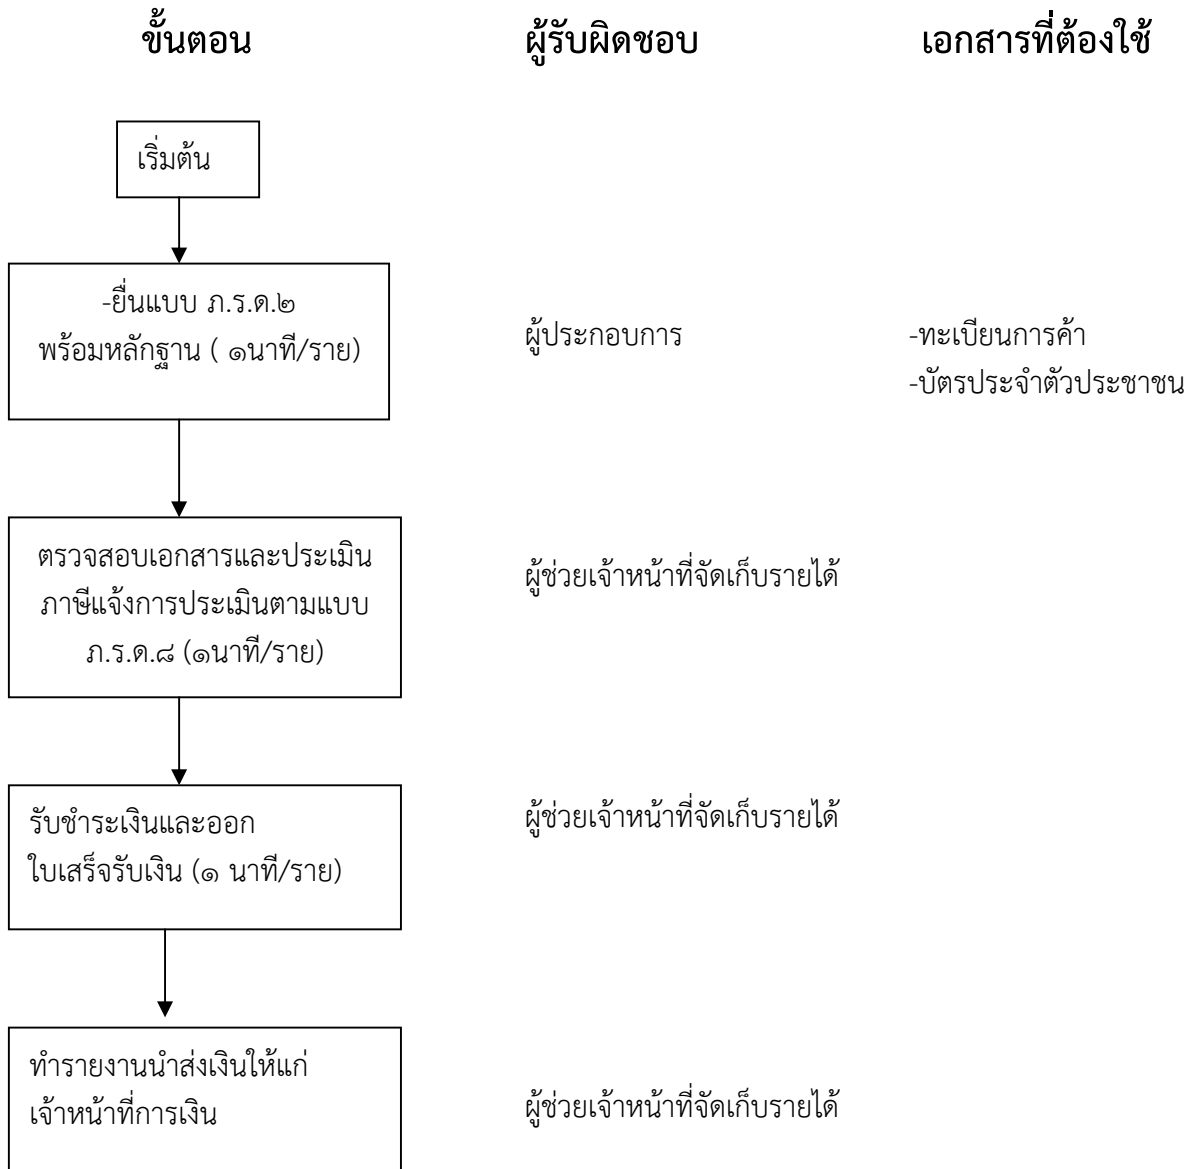 ขั้นตอน ผู้รับผิดชอบ เอกสารที่ต้องใช้
เริ่มต้น
-ยื่นแบบ ภ.ร.ด.๒
พร้อมหลักฐาน ( ๑นาที/ราย)
ผู้ประกอบการ
-ทะเบียนการค้า
-บัตรประจำตัวประชาชน
ตรวจสอบเอกสารและประเมิน
ภาษีแจ้งการประเมินตามแบบ
ภ.ร.ด.๘ (๑นาที/ราย)
ผู้ช่วยเจ้าหน้าที่จัดเก็บรายได้
รับชำระเงินและออก
ใบเสร็จรับเงิน (๑ นาที/ราย)
ผู้ช่วยเจ้าหน้าที่จัดเก็บรายได้
ทำรายงานนำส่งเงินให้แก่
เจ้าหน้าที่การเงิน
ผู้ช่วยเจ้าหน้าที่จัดเก็บรายได้